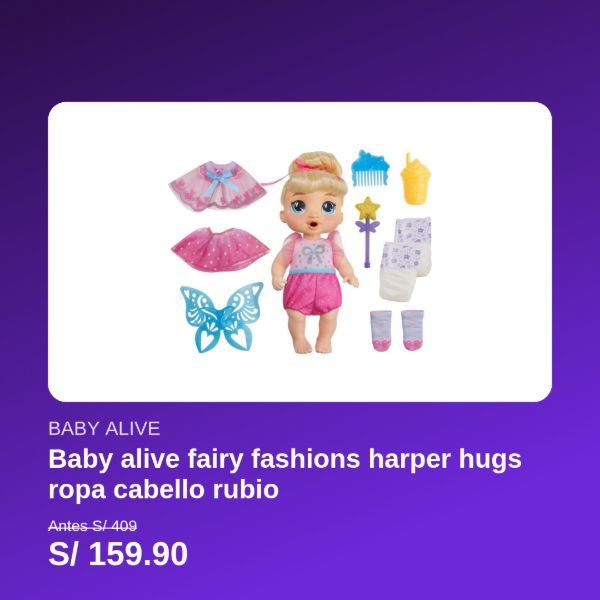 BABY ALIVE
Baby alive fairy fashions harper hugs
ropa cabello rubio
Antes S/ 409
S/ 159.90